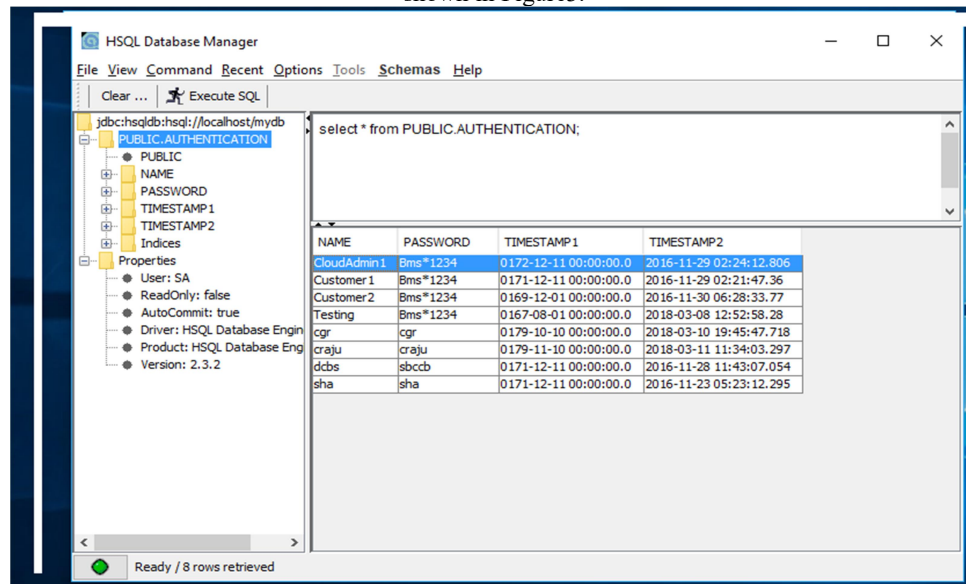 HSQL Database Manager
File View Command Recent Options Tools Schemas Help
Clear ... Execute SQL
jdbc:hsqldb:hsql://localhost/mydb
PUBLIC.AUTHENTICATION
PUBLIC
NAME
PASSWORD
TIMESTAMP1
TIMESTAMP2
Indices
Properties
User: SA
ReadOnly: false
AutoCommit: true
Driver: HSQL Database Engin
Product: HSQL Database Eng
Version: 2.3.2
select * from PUBLIC.AUTHENTICATION;
NAME PASSWORD TIMESTAMP1 TIMESTAMP2
CloudAdmin1 Bms*1234 0172-12-11 00:00:00.0 2016-11-29 02:24:12.806
Customer1 Bms*1234 0171-12-11 00:00:00.0 2016-11-29 02:21:47.36
Customer2 Bms*1234 0169-12-01 00:00:00.0 2016-11-30 06:28:33.77
Testing Bms*1234 0167-08-01 00:00:00.0 2018-03-08 12:52:58.28
cgr cgr 0179-10-10 00:00:00.0 2018-03-10 19:45:47.718
craju craju 0179-11-10 00:00:00.0 2018-03-11 11:34:03.297
dcbs sbccb 0171-12-11 00:00:00.0 2016-11-28 11:43:07.054
sha sha 0171-12-11 00:00:00.0 2016-11-23 05:23:12.295
Ready / 8 rows retrieved